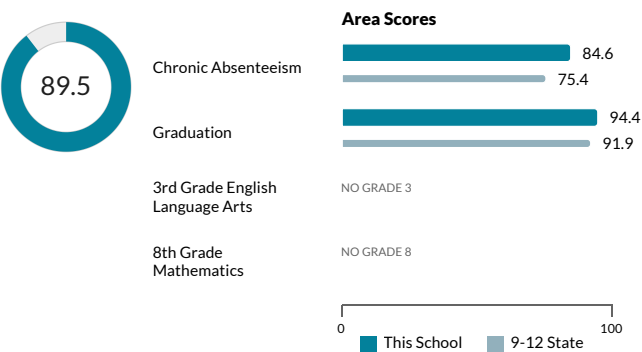 Area Scores
89.5
Chronic Absenteeism
84.6
75.4
Graduation
94.4
91.9
3rd Grade English
Language Arts
NO GRADE 3
8th Grade
Mathematics
NO GRADE 8
0 100
This School 9-12 State